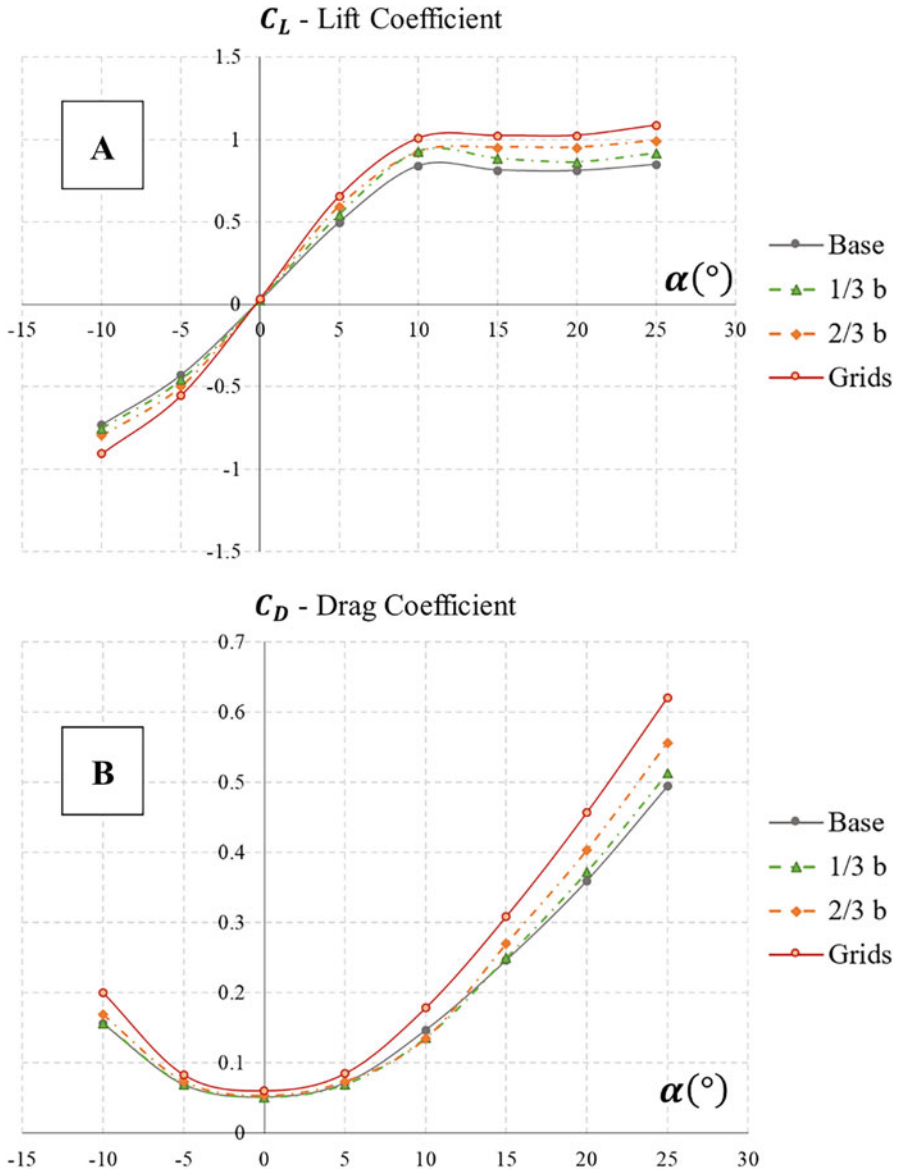 C_L - Lift Coefficient
1.5
A
1
0.5
α(°)
0
-15 -10 -5 0 5 10 15 20 25 30
-0.5
-1
-1.5
Base
1/3 b
2/3 b
Grids
C_D - Drag Coefficient
0.7
0.6
B
0.5
0.4
0.3
0.2
0.1
α(°)
0
-15 -10 -5 0 5 10 15 20 25 30
Base
1/3 b
2/3 b
Grids